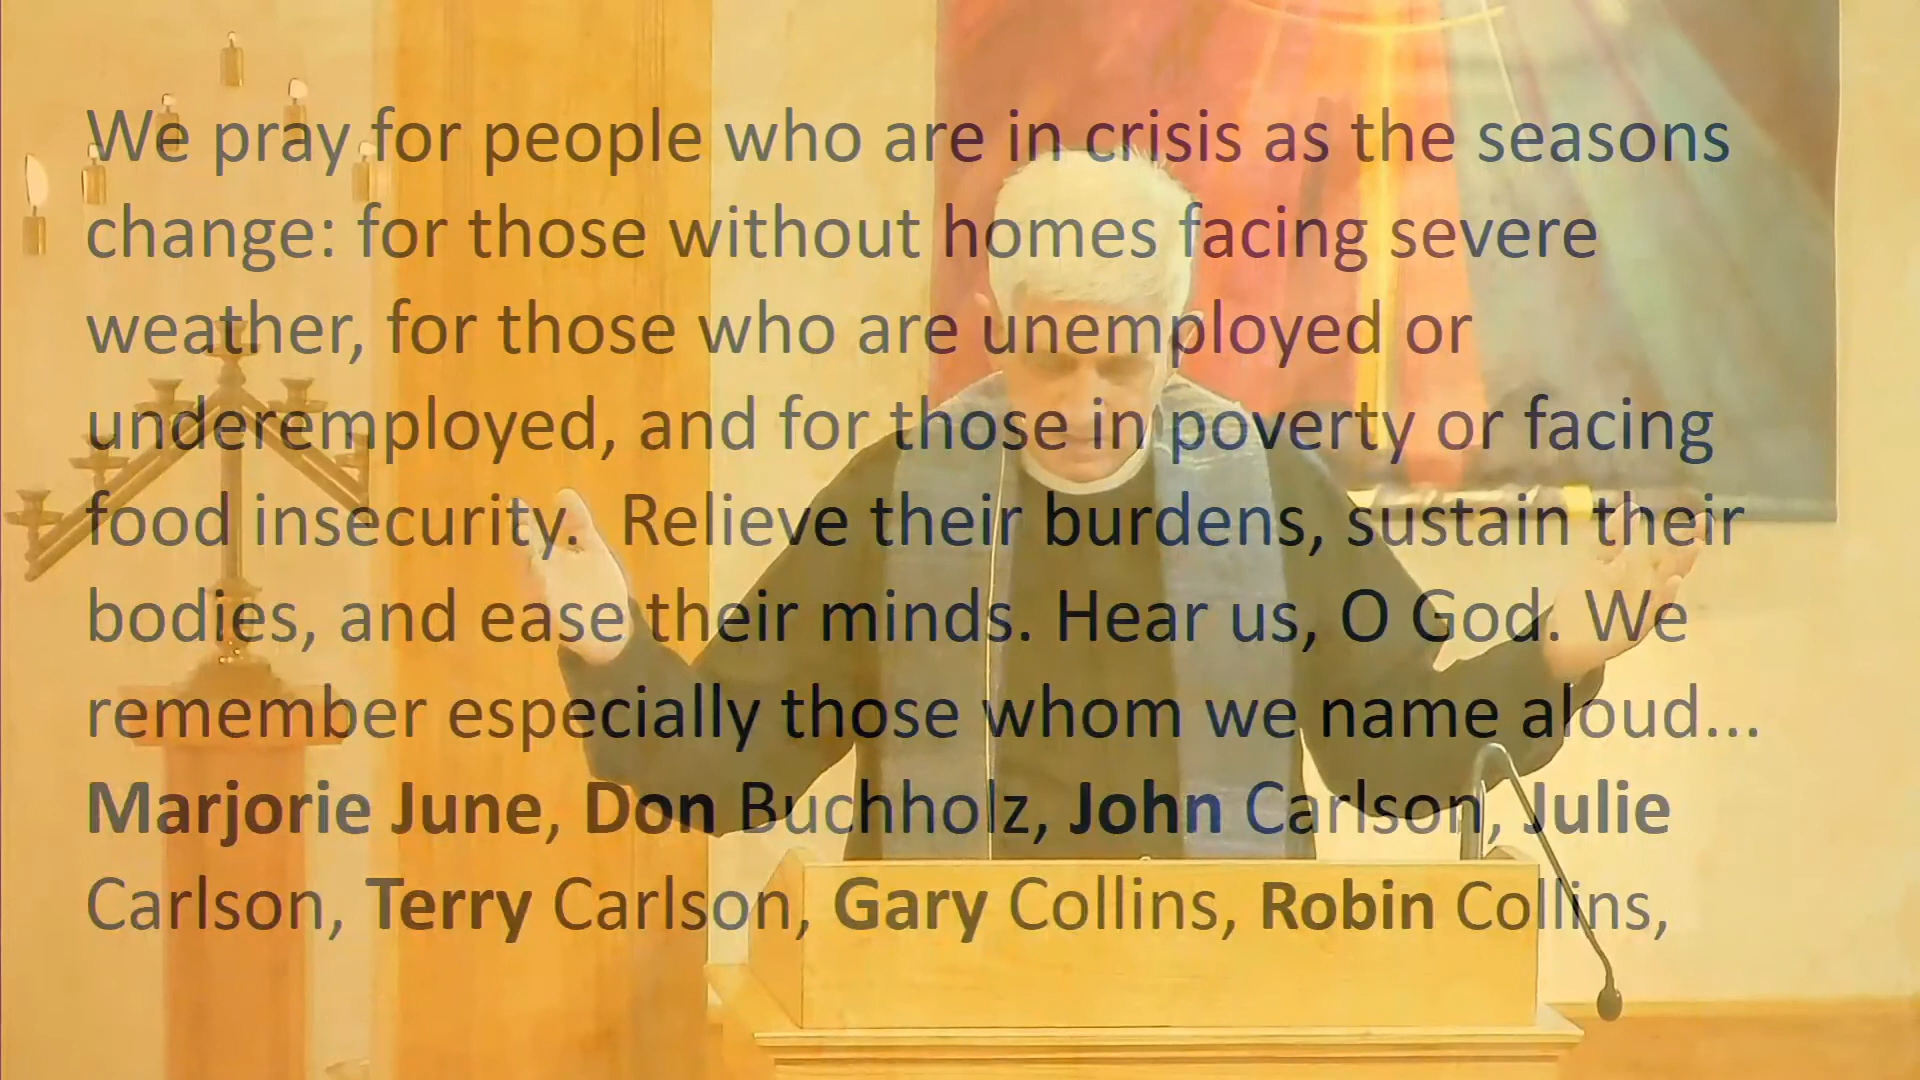 We pray for people who are in crisis as the seasons
change: for those without homes facing severe
weather, for those who are unemployed or
underemployed, and for those in poverty or facing
food insecurity.  Relieve their burdens, sustain their
bodies, and ease their minds. Hear us, O God. We
remember especially those whom we name aloud...
Marjorie June, Don Buchholz, John Carlson, Julie
Carlson, Terry Carlson, Gary Collins, Robin Collins,